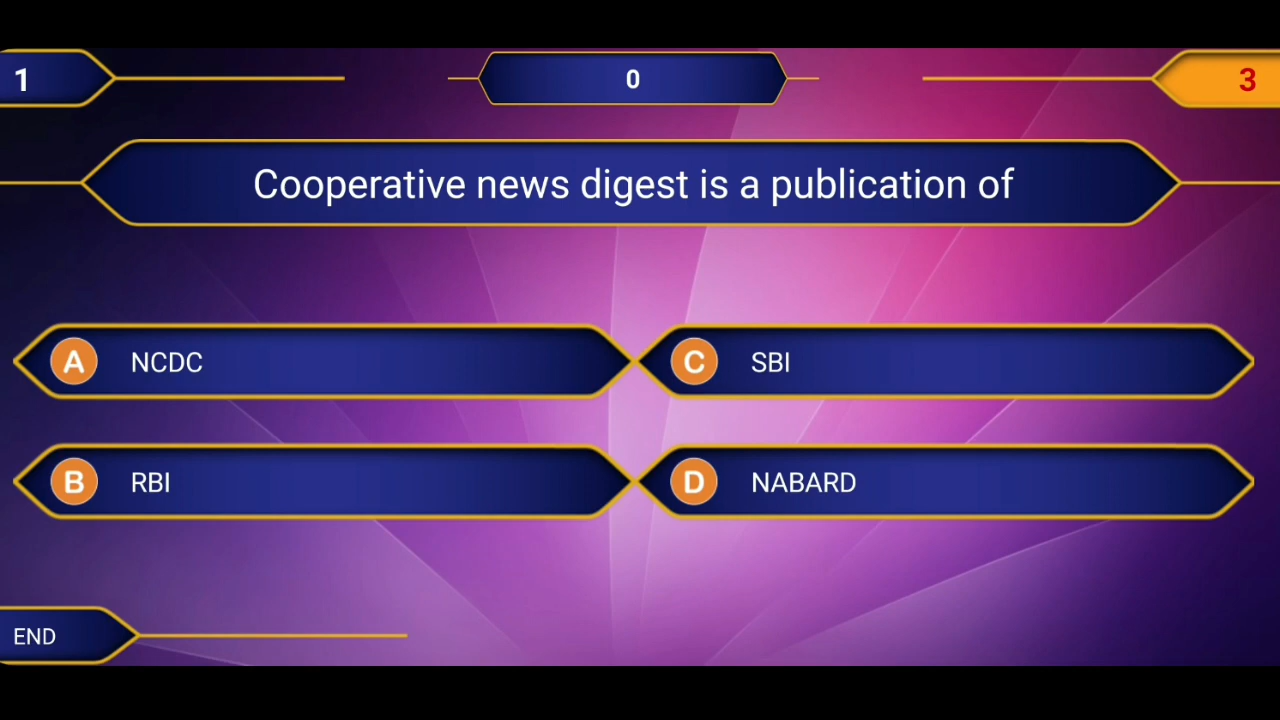 1
0
3
Cooperative news digest is a publication of
A NCDC
C SBI
B RBI
D NABARD
END